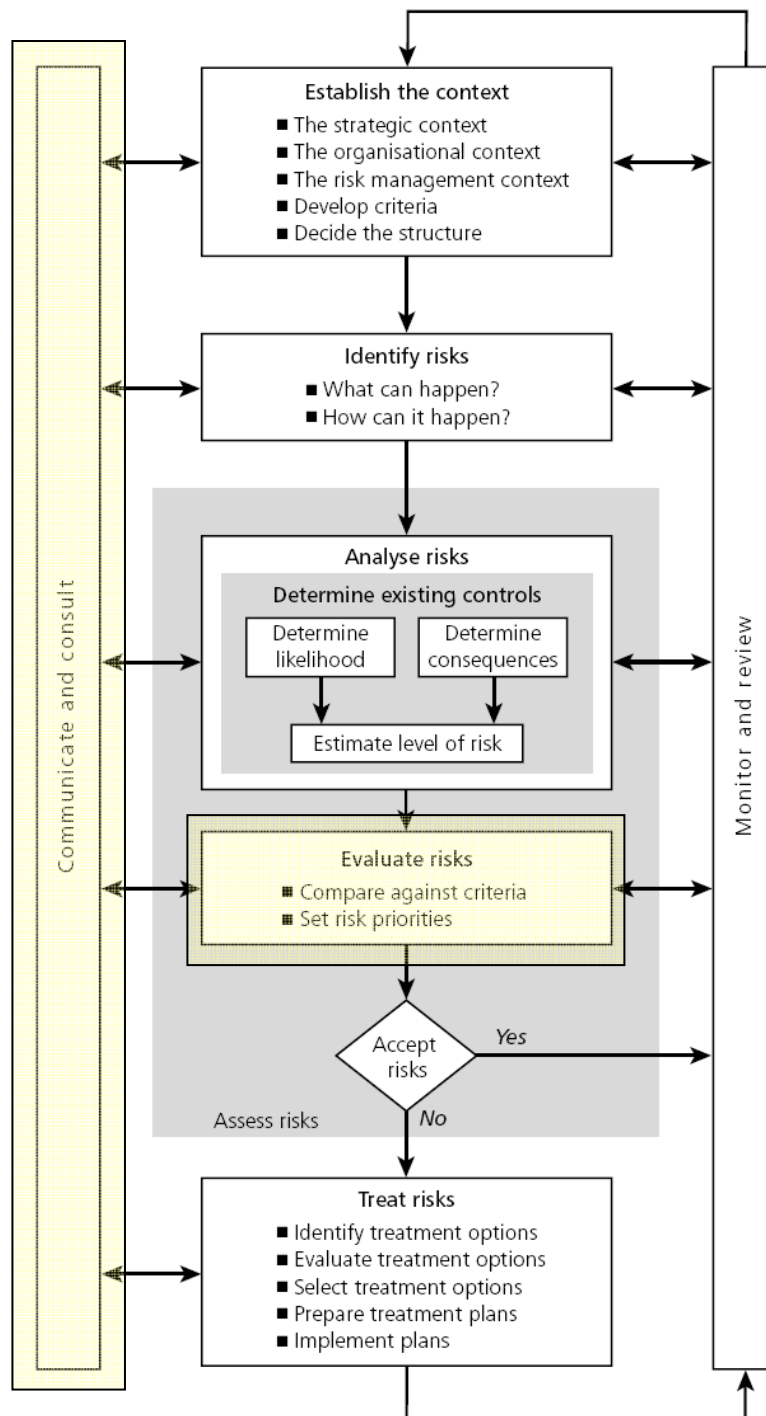 Establish the context
■ The strategic context
■ The organisational context
■ The risk management context
■ Develop criteria
■ Decide the structure
Identify risks
■ What can happen?
■ How can it happen?
Analyse risks
Determine existing controls
Determine
likelihood
Determine
consequences
Estimate level of risk
Evaluate risks
■ Compare against criteria
■ Set risk priorities
Accept
risks
Yes
No
Assess risks
Treat risks
■ Identify treatment options
■ Evaluate treatment options
■ Select treatment options
■ Prepare treatment plans
■ Implement plans
Communicate and consult
Monitor and review